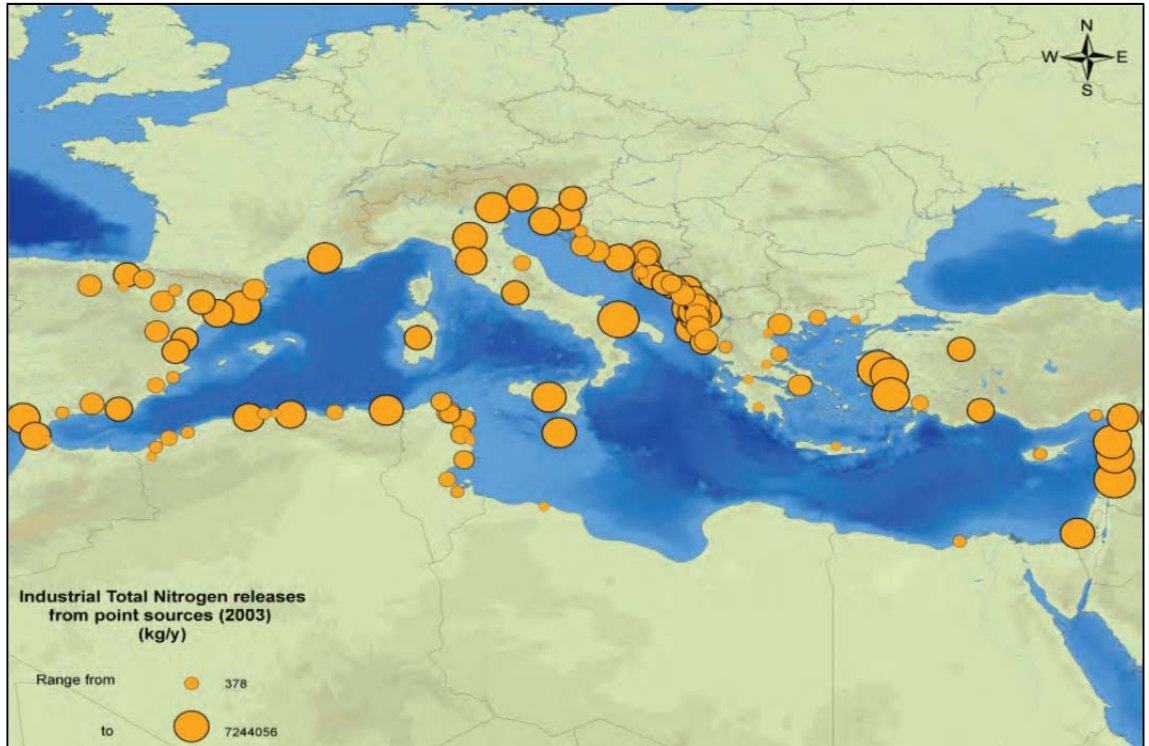 N
W E
S
Industrial Total Nitrogen releases
from point sources (2003)
(kg/y)
Range from 378
to 7244056